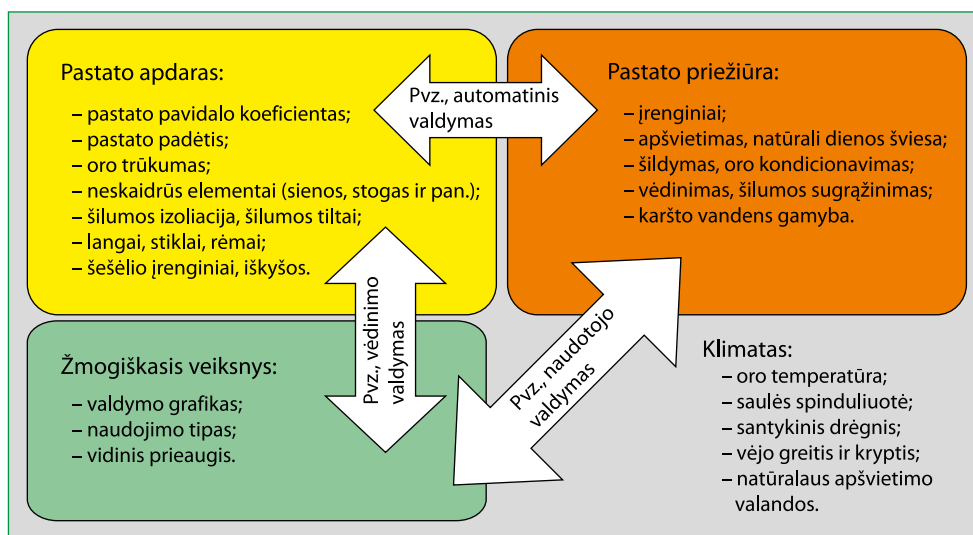 Pastato apdaras:
– pastato pavidalo koeficientas;
– pastato padėtis;
– oro trūkumas;
– neskaidrūs elementai (sienos, stogas ir pan.);
– šilumos izoliacija, šilumos tiltai;
– langai, stiklai, rėmai;
– šešėlio įrenginiai, iškyšos.
Pvz., automatinis
valdymas
Pastato priežiūra:
– įrenginiai;
– apšvietimas, natūrali dienos šviesa;
– šildymas, oro kondicionavimas;
– vėdinimas, šilumos sugrąžinimas;
– karšto vandens gamyba.
Pvz., vėdinimo
valdymas
Pvz., naudotojo
valdymas
Žmogiškasis veiksnys:
– valdymo grafikas;
– naudojimo tipas;
– vidinis prieaugis.
Klimatas:
– oro temperatūra;
– saulės spinduliuotė;
– santykinis drėgnis;
– vėjo greitis ir kryptis;
– natūralaus apšvietimo
valandos.